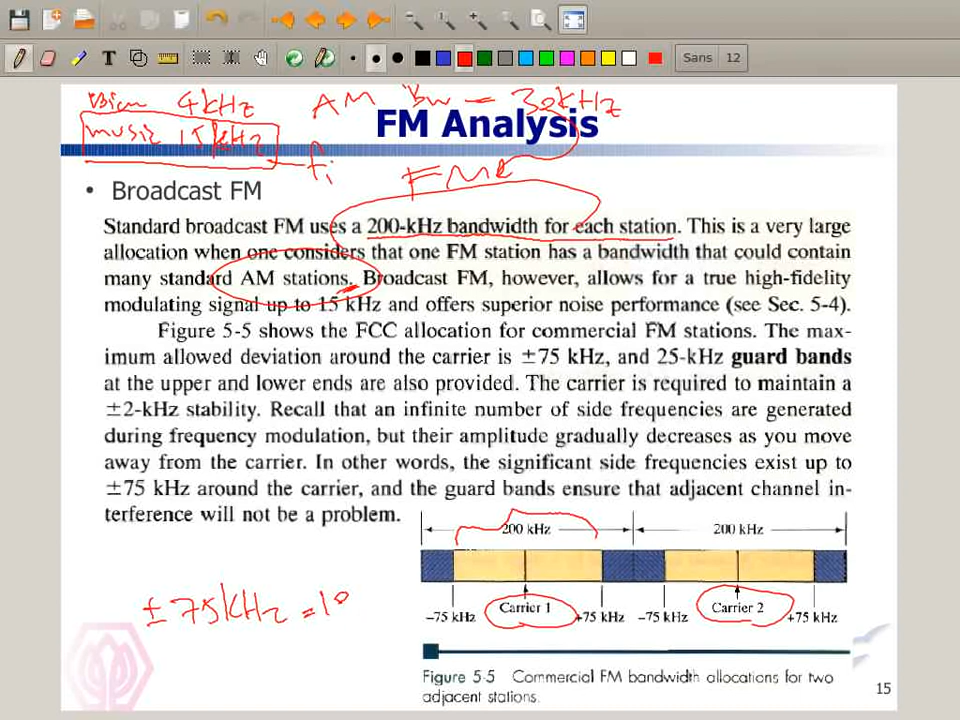 Sans 12
4kHz AM BW = 30kHz
music 15kHz
FM Analysis
fi
FM
• Broadcast FM
Standard broadcast FM uses a 200-kHz bandwidth for each station. This is a very large
allocation when one considers that one FM station has a bandwidth that could contain
many standard AM stations. Broadcast FM, however, allows for a true high-fidelity
modulating signal up to 15 kHz and offers superior noise performance (see Sec. 5-4).
Figure 5-5 shows the FCC allocation for commercial FM stations. The max-
imum allowed deviation around the carrier is ±75 kHz, and 25-kHz guard bands
at the upper and lower ends are also provided. The carrier is required to maintain a
±2-kHz stability. Recall that an infinite number of side frequencies are generated
during frequency modulation, but their amplitude gradually decreases as you move
away from the carrier. In other words, the significant side frequencies exist up to
±75 kHz around the carrier, and the guard bands ensure that adjacent channel in-
terference will not be a problem.
200 kHz 200 kHz
±75kHz =
Carrier 1 Carrier 2
−75 kHz +75 kHz −75 kHz +75 kHz
Figure 5-5 Commercial FM bandwidth allocations for two
adjacent stations.
15